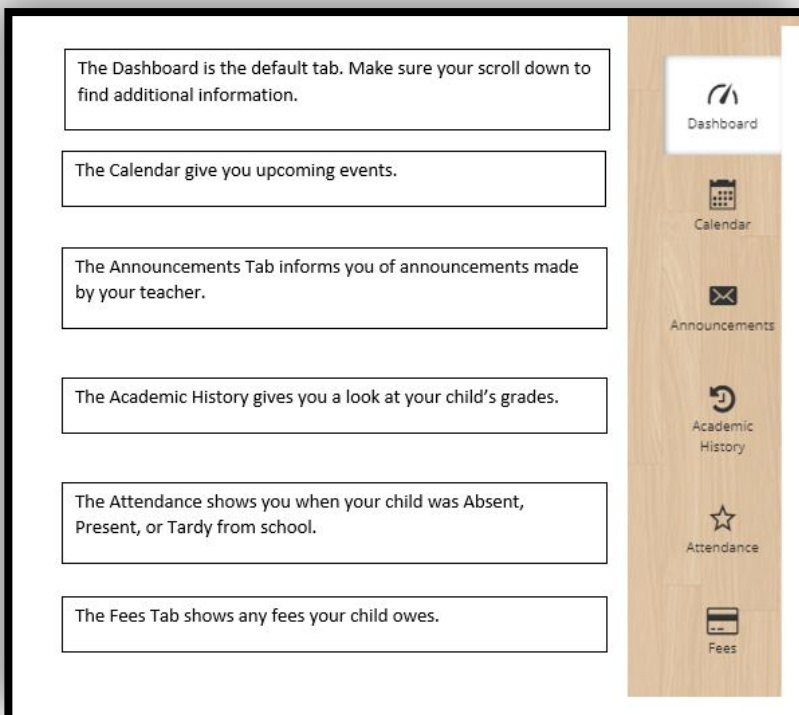 The Dashboard is the default tab. Make sure your scroll down to
find additional information.
Dashboard
The Calendar give you upcoming events.
Calendar
The Announcements Tab informs you of announcements made
by your teacher.
Announcements
The Academic History gives you a look at your child’s grades.
Academic
History
The Attendance shows you when your child was Absent,
Present, or Tardy from school.
Attendance
The Fees Tab shows any fees your child owes.
Fees